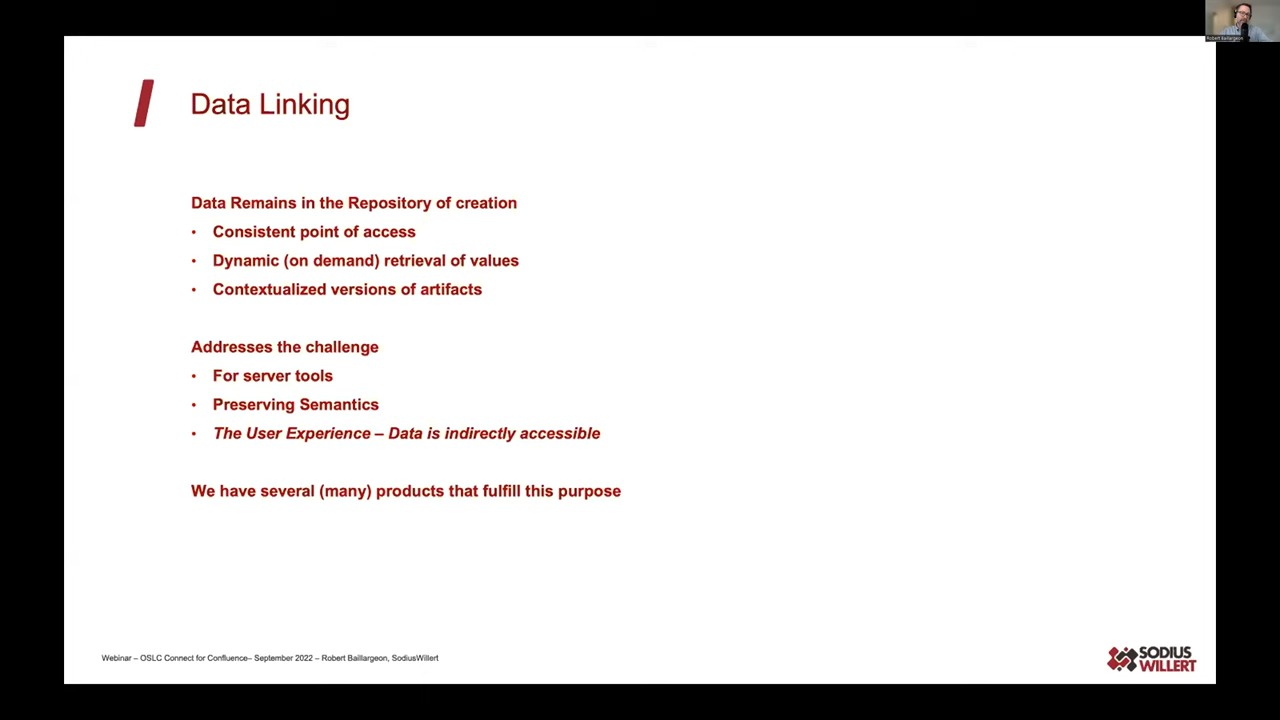 Robert Baillargeon
Data Linking
Data Remains in the Repository of creation
• Consistent point of access
• Dynamic (on demand) retrieval of values
• Contextualized versions of artifacts
Addresses the challenge
• For server tools
• Preserving Semantics
• The User Experience – Data is indirectly accessible
We have several (many) products that fulfill this purpose
Webinar – OSLC Connect for Confluence– September 2022 – Robert Baillargeon, SodiusWillert
SODIUS
WILLERT